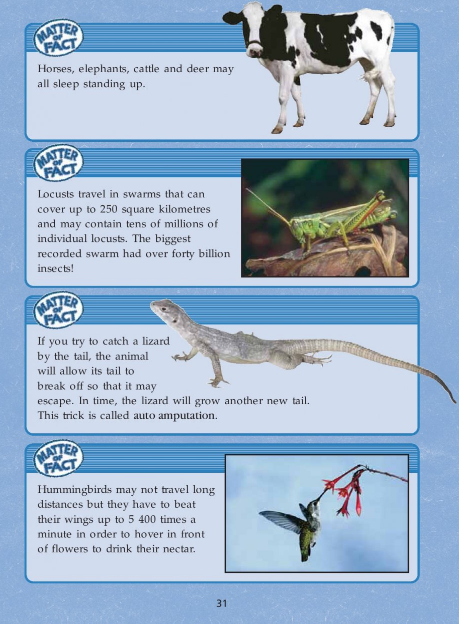 MATTER
OF
FACT
Horses, elephants, cattle and deer may
all sleep standing up.
MATTER
OF
FACT
Locusts travel in swarms that can
cover up to 250 square kilometres
and may contain tens of millions of
individual locusts. The biggest
recorded swarm had over forty billion
insects!
MATTER
OF
FACT
If you try to catch a lizard
by the tail, the animal
will allow its tail to
break off so that it may
escape. In time, the lizard will grow another new tail.
This trick is called auto amputation.
MATTER
OF
FACT
Hummingbirds may not travel long
distances but they have to beat
their wings up to 5 400 times a
minute in order to hover in front
of flowers to drink their nectar.
31